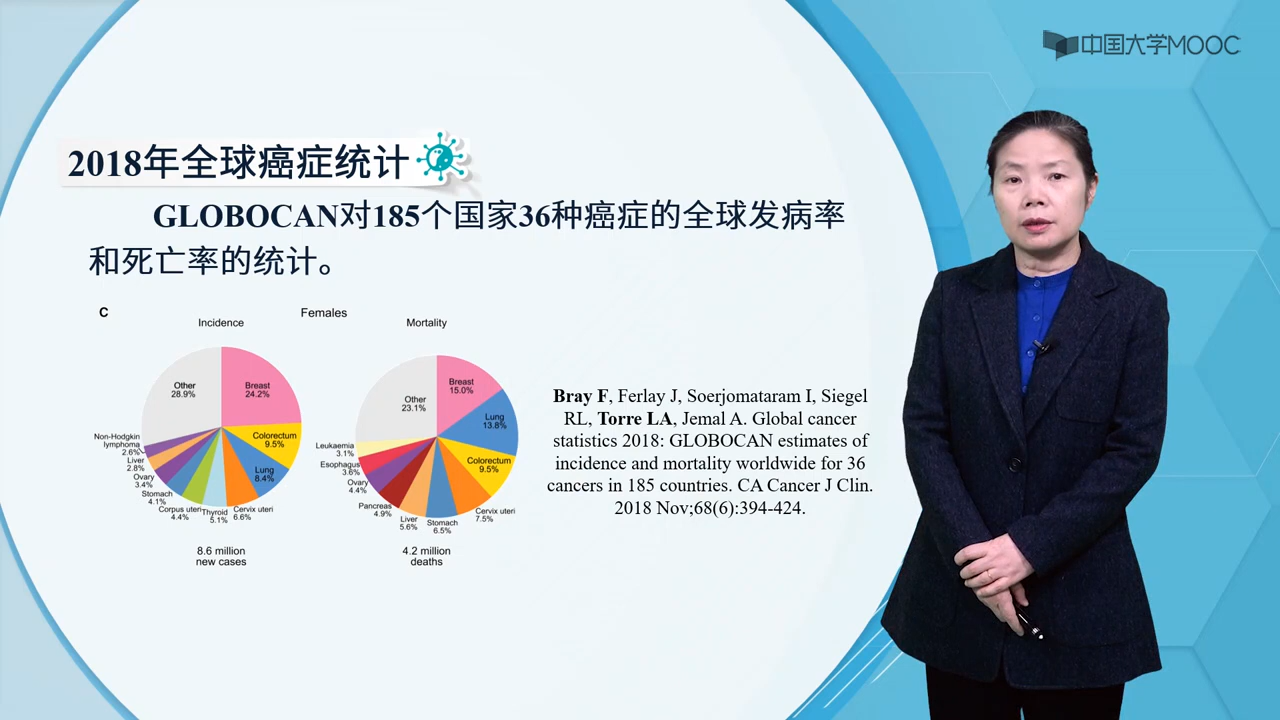 中国大学MOOC
2018年全球癌症统计
GLOBOCAN对185个国家36种癌症的全球发病率
和死亡率的统计。
C
Females
Incidence
Mortality
Other
28.9%
Breast
24.2%
Colorectum
9.5%
Lung
8.4%
Cervix uteri
6.6%
Thyroid
5.1%
Corpus uteri
4.4%
Stomach
4.1%
Ovary
3.4%
Liver
2.8%
Non-Hodgkin
lymphoma
2.6%
8.6 million
new cases
Other
23.1%
Breast
15.0%
Lung
13.8%
Colorectum
9.5%
Cervix uteri
7.5%
Stomach
6.5%
Liver
5.6%
Pancreas
4.9%
Ovary
4.4%
Esophagus
3.6%
Leukaemia
3.1%
4.2 million
deaths
Bray F, Ferlay J, Soerjomataram I, Siegel
RL, Torre LA, Jemal A. Global cancer
statistics 2018: GLOBOCAN estimates of
incidence and mortality worldwide for 36
cancers in 185 countries. CA Cancer J Clin.
2018 Nov;68(6):394-424.